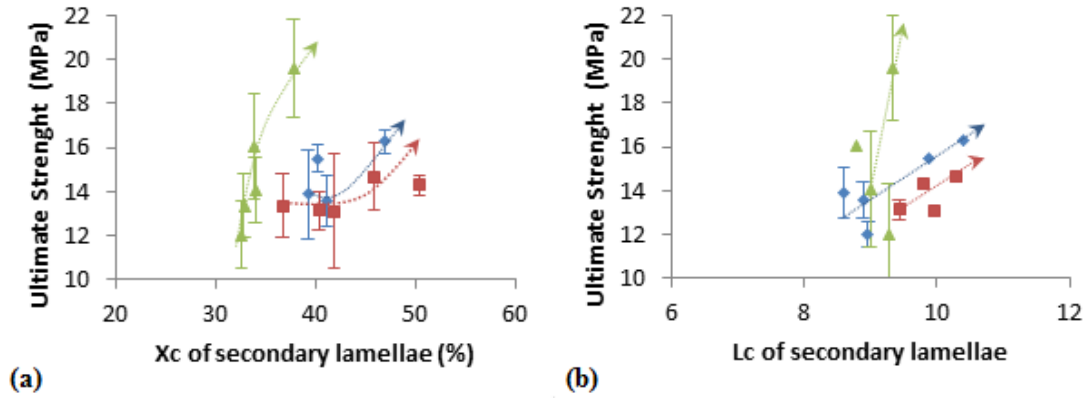 Ultimate Strenght (MPa)
22
20
18
16
14
12
10
20 30 40 50 60
Xc of secondary lamellae (%)
(a)
Ultimate Strenght (MPa)
22
20
18
16
14
12
10
6 8 10 12
Lc of secondary lamellae
(b)